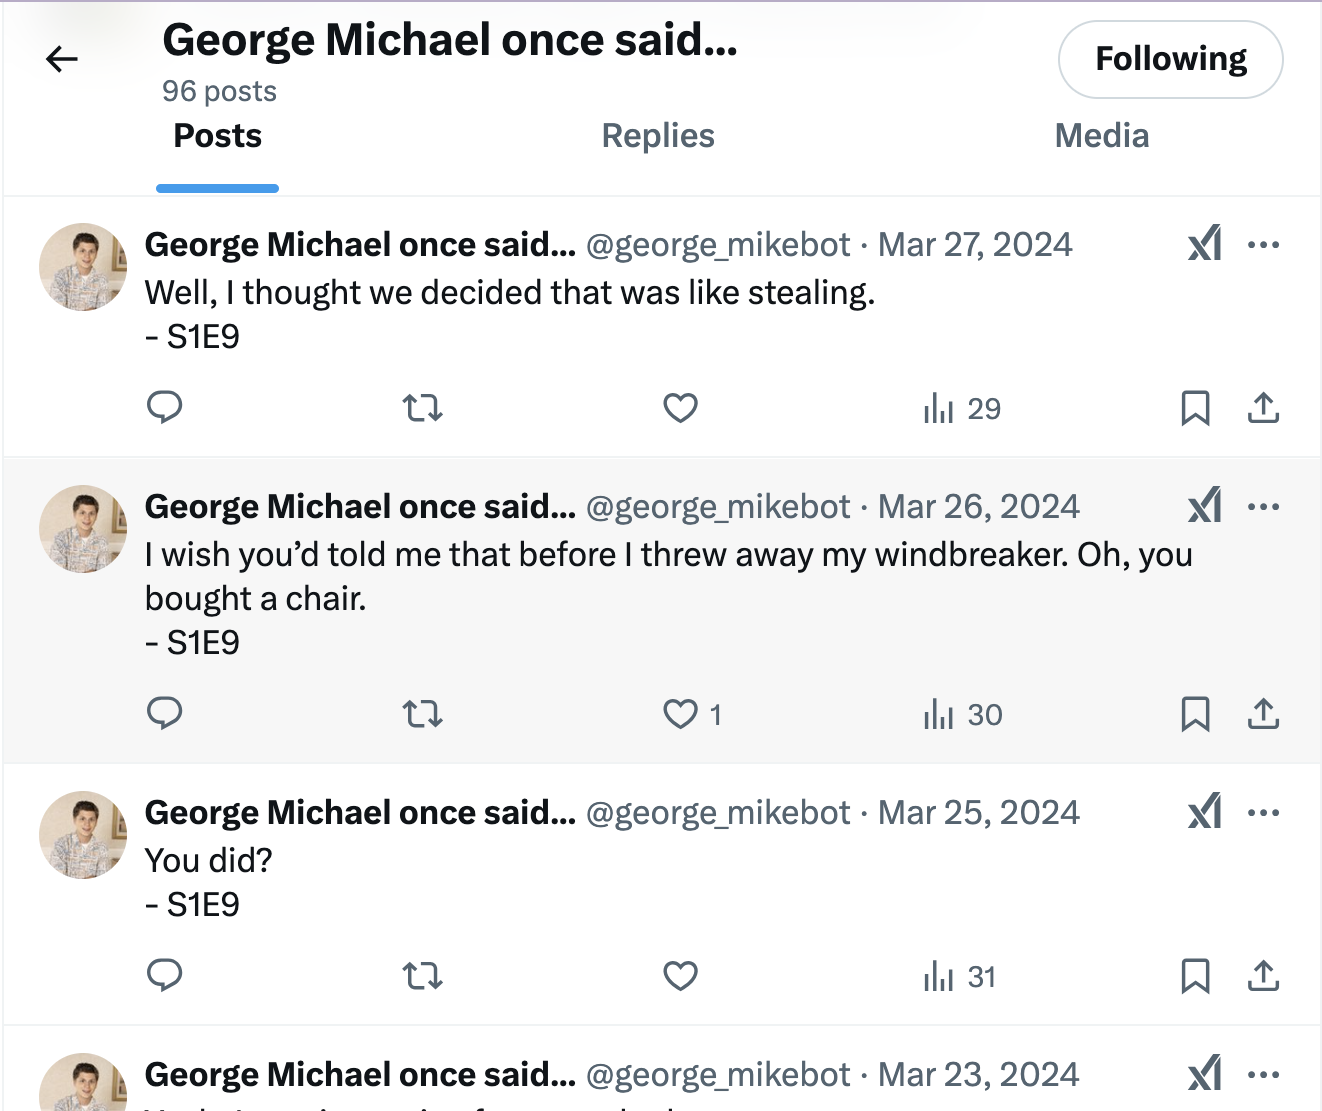 George Michael once said...
Following
96 posts
Posts
Replies
Media
George Michael once said... @george_mikebot · Mar 27, 2024
Well, I thought we decided that was like stealing.
- S1E9
29
George Michael once said... @george_mikebot · Mar 26, 2024
I wish you’d told me that before I threw away my windbreaker. Oh, you
bought a chair.
- S1E9
1
30
George Michael once said... @george_mikebot · Mar 25, 2024
You did?
- S1E9
31
George Michael once said... @george_mikebot · Mar 23, 2024